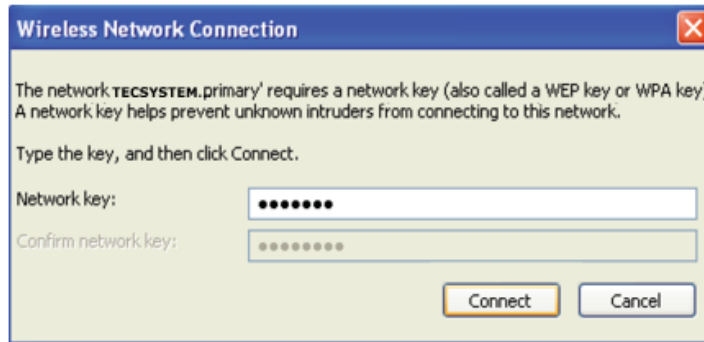 Wireless Network Connection
The network TECSYSTEM.primary' requires a network key (also called a WEP key or WPA key)
A network key helps prevent unknown intruders from connecting to this network.
Type the key, and then click Connect.
Network key: •••••••
Confirm network key: ••••••••
Connect Cancel